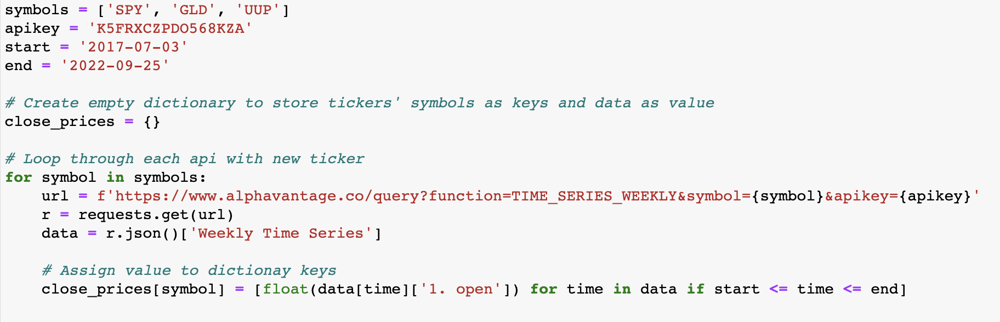 symbols = ['SPY', 'GLD', 'UUP']
apikey = 'K5FRXCZPDO568KZA'
start = '2017-07-03'
end = '2022-09-25'
# Create empty dictionary to store tickers' symbols as keys and data as value
close_prices = {}
# Loop through each api with new ticker
for symbol in symbols:
    url = f'https://www.alphavantage.co/query?function=TIME_SERIES_WEEKLY&symbol={symbol}&apikey={apikey}'
    r = requests.get(url)
    data = r.json()['Weekly Time Series']
    # Assign value to dictionay keys
    close_prices[symbol] = [float(data[time]['1. open']) for time in data if start <= time <= end]